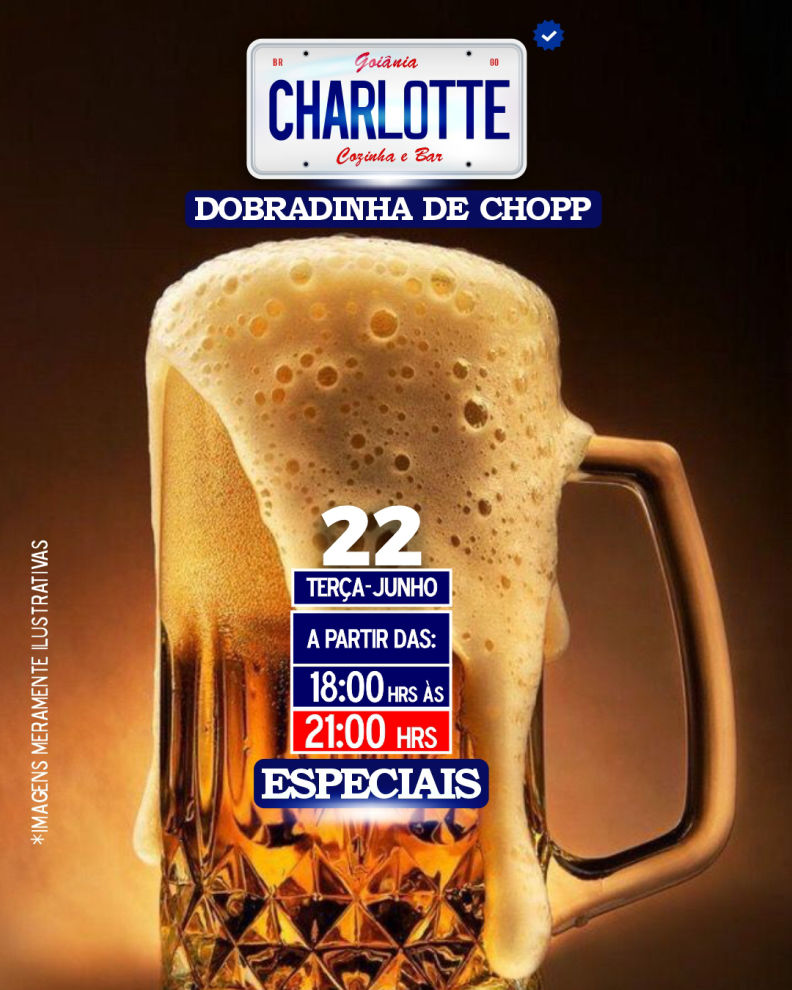 BR Goiânia GO
CHARLOTTE
Cozinha e Bar
DOBRADINHA DE CHOPP
22
TERÇA-JUNHO
A PARTIR DAS:
18:00 HRS ÀS
21:00 HRS
ESPECIAIS
*IMAGENS MERAMENTE ILUSTRATIVAS